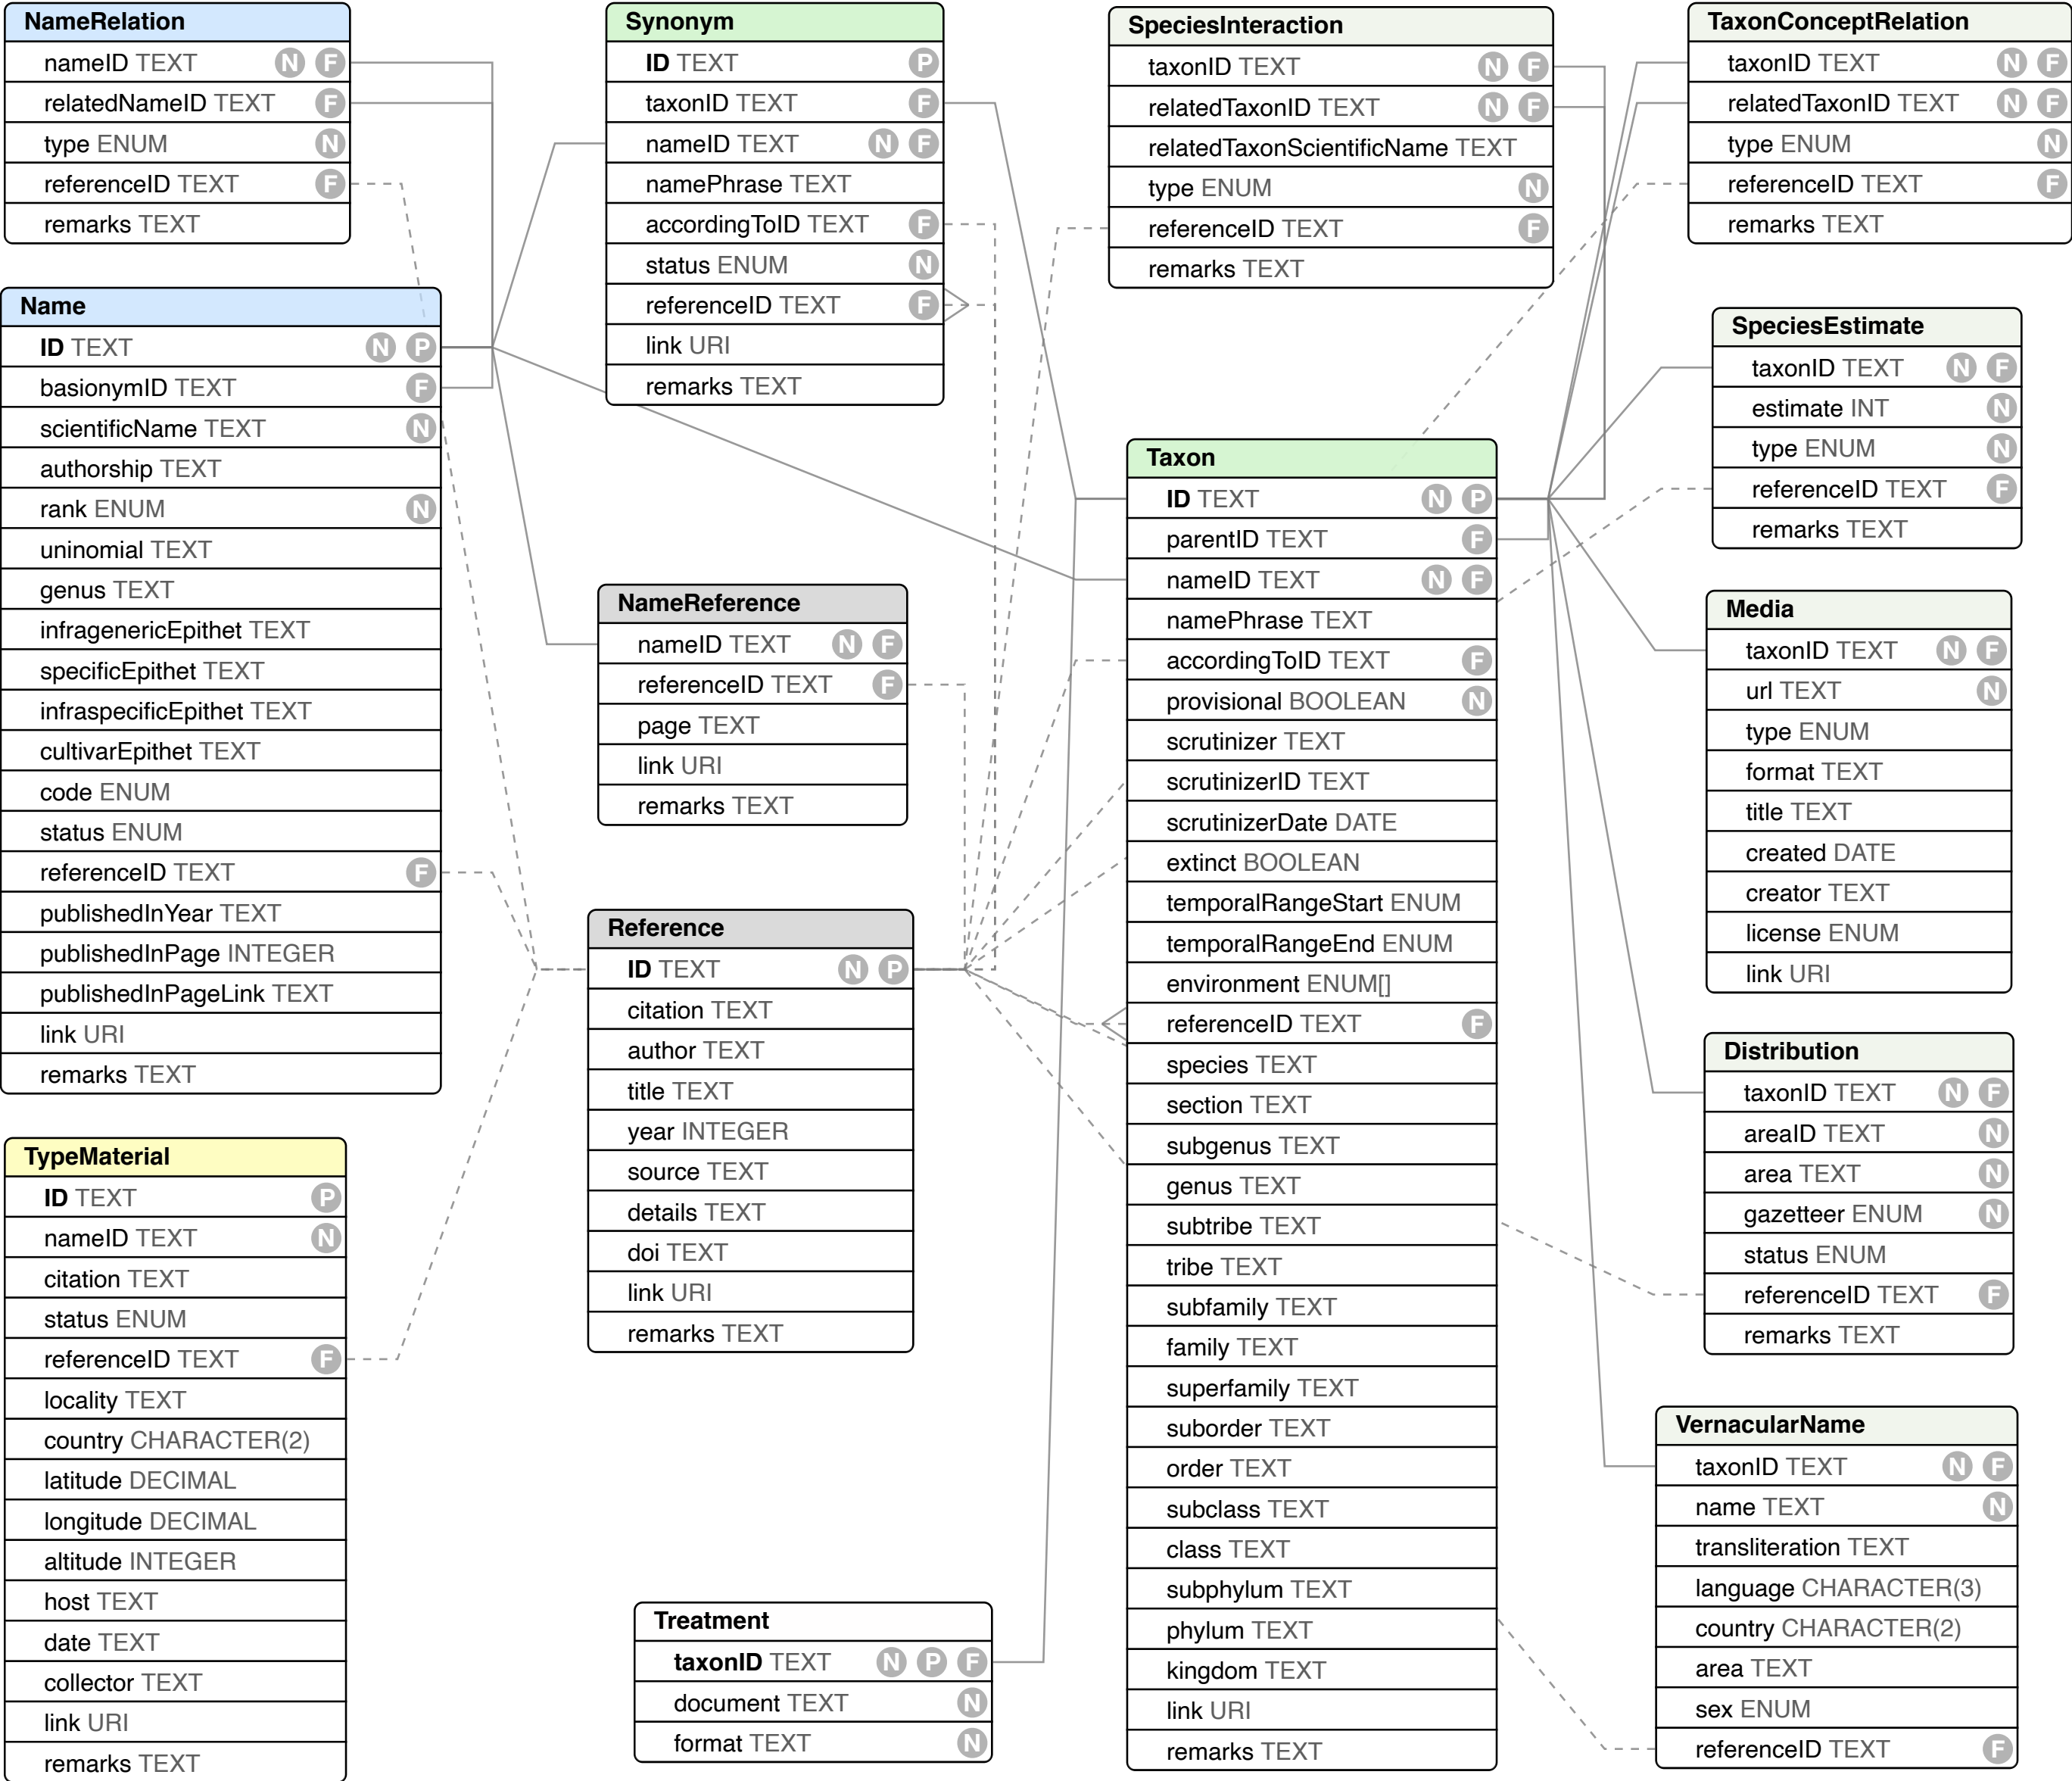 NameRelation
nameID TEXT N F
relatedNameID TEXT F
type ENUM N
referenceID TEXT F
remarks TEXT
Name
ID TEXT N P
basionymID TEXT F
scientificName TEXT N
authorship TEXT
rank ENUM N
uninomial TEXT
genus TEXT
infragenericEpithet TEXT
specificEpithet TEXT
infraspecificEpithet TEXT
cultivarEpithet TEXT
code ENUM
status ENUM
referenceID TEXT F
publishedInYear TEXT
publishedInPage INTEGER
publishedInPageLink TEXT
link URI
remarks TEXT
TypeMaterial
ID TEXT P
nameID TEXT N
citation TEXT
status ENUM
referenceID TEXT F
locality TEXT
country CHARACTER(2)
latitude DECIMAL
longitude DECIMAL
altitude INTEGER
host TEXT
date TEXT
collector TEXT
link URI
remarks TEXT
Synonym
ID TEXT P
taxonID TEXT F
nameID TEXT N F
namePhrase TEXT
accordingToID TEXT F
status ENUM N
referenceID TEXT F
link URI
remarks TEXT
NameReference
nameID TEXT N F
referenceID TEXT F
page TEXT
link URI
remarks TEXT
Reference
ID TEXT N P
citation TEXT
author TEXT
title TEXT
year INTEGER
source TEXT
details TEXT
doi TEXT
link URI
remarks TEXT
Treatment
taxonID TEXT N P F
document TEXT N
format TEXT N
SpeciesInteraction
taxonID TEXT N F
relatedTaxonID TEXT N F
relatedTaxonScientificName TEXT
type ENUM N
referenceID TEXT F
remarks TEXT
Taxon
ID TEXT N P
parentID TEXT F
nameID TEXT N F
namePhrase TEXT
accordingToID TEXT F
provisional BOOLEAN N
scrutinizer TEXT
scrutinizerID TEXT
scrutinizerDate DATE
extinct BOOLEAN
temporalRangeStart ENUM
temporalRangeEnd ENUM
environment ENUM[]
referenceID TEXT F
species TEXT
section TEXT
subgenus TEXT
genus TEXT
subtribe TEXT
tribe TEXT
subfamily TEXT
family TEXT
superfamily TEXT
suborder TEXT
order TEXT
subclass TEXT
class TEXT
subphylum TEXT
phylum TEXT
kingdom TEXT
link URI
remarks TEXT
TaxonConceptRelation
taxonID TEXT N F
relatedTaxonID TEXT N F
type ENUM N
referenceID TEXT F
remarks TEXT
SpeciesEstimate
taxonID TEXT N F
estimate INT N
type ENUM N
referenceID TEXT F
remarks TEXT
Media
taxonID TEXT N F
url TEXT N
type ENUM
format TEXT
title TEXT
created DATE
creator TEXT
license ENUM
link URI
Distribution
taxonID TEXT N F
areaID TEXT N
area TEXT N
gazetteer ENUM N
status ENUM
referenceID TEXT F
remarks TEXT
VernacularName
taxonID TEXT N F
name TEXT N
transliteration TEXT
language CHARACTER(3)
country CHARACTER(2)
area TEXT
sex ENUM
referenceID TEXT F